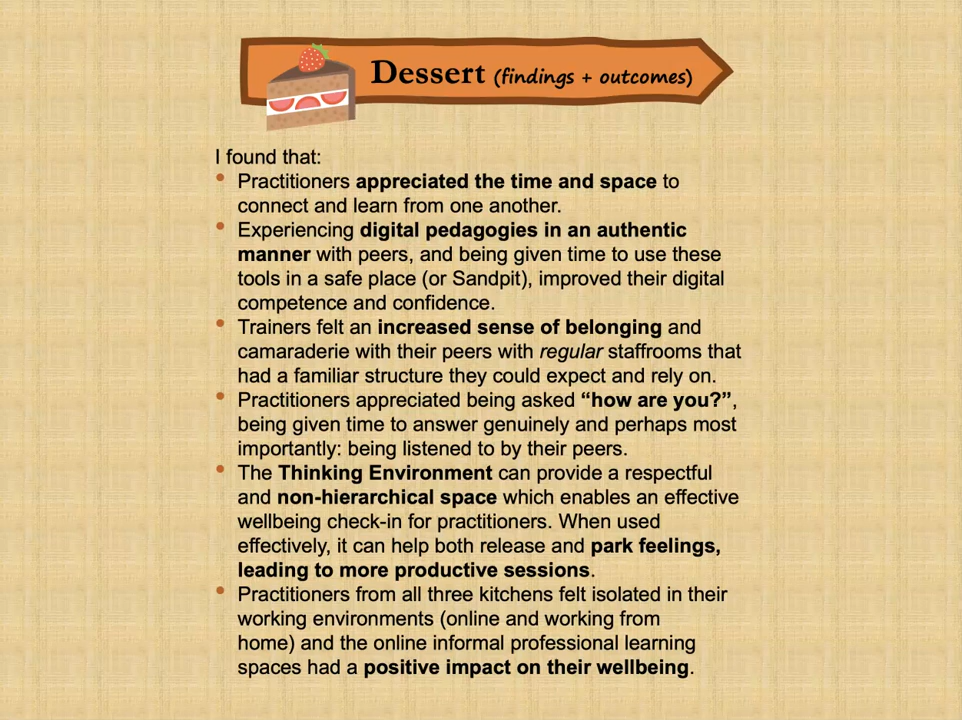 Dessert (findings + outcomes)
I found that:
• Practitioners appreciated the time and space to
connect and learn from one another.
• Experiencing digital pedagogies in an authentic
manner with peers, and being given time to use these
tools in a safe place (or Sandpit), improved their digital
competence and confidence.
• Trainers felt an increased sense of belonging and
camaraderie with their peers with regular staffrooms that
had a familiar structure they could expect and rely on.
• Practitioners appreciated being asked “how are you?”,
being given time to answer genuinely and perhaps most
importantly: being listened to by their peers.
• The Thinking Environment can provide a respectful
and non-hierarchical space which enables an effective
wellbeing check-in for practitioners. When used
effectively, it can help both release and park feelings,
leading to more productive sessions.
• Practitioners from all three kitchens felt isolated in their
working environments (online and working from
home) and the online informal professional learning
spaces had a positive impact on their wellbeing.